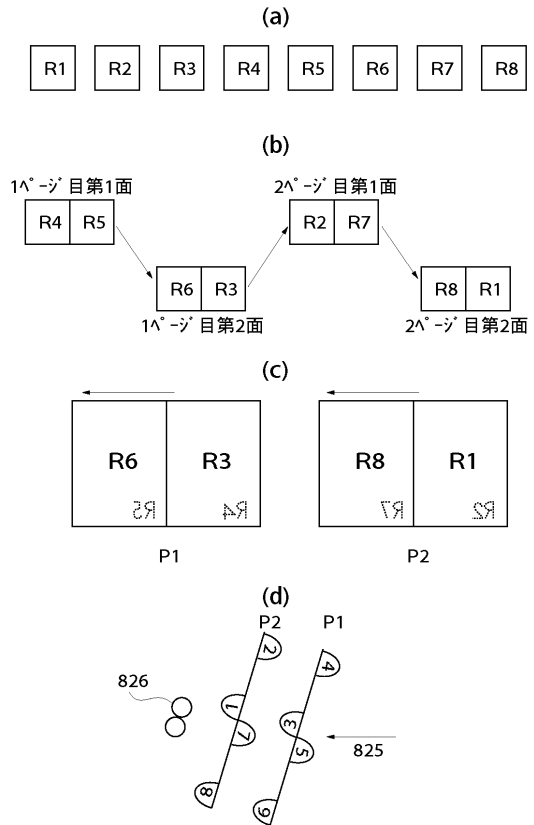 (a)
R1 R2 R3 R4 R5 R6 R7 R8
(b)
1ﾍﾟｰｼﾞ目第1面 2ﾍﾟｰｼﾞ目第1面
R4 R5 R2 R7
R6 R3 R8 R1
1ﾍﾟｰｼﾞ目第2面 2ﾍﾟｰｼﾞ目第2面
(c)
R6 R3 R8 R1
R5 R4 R7 R2
P1 P2
(d)
P2 P1
2 4
826
1 3
7 5
825
8 6